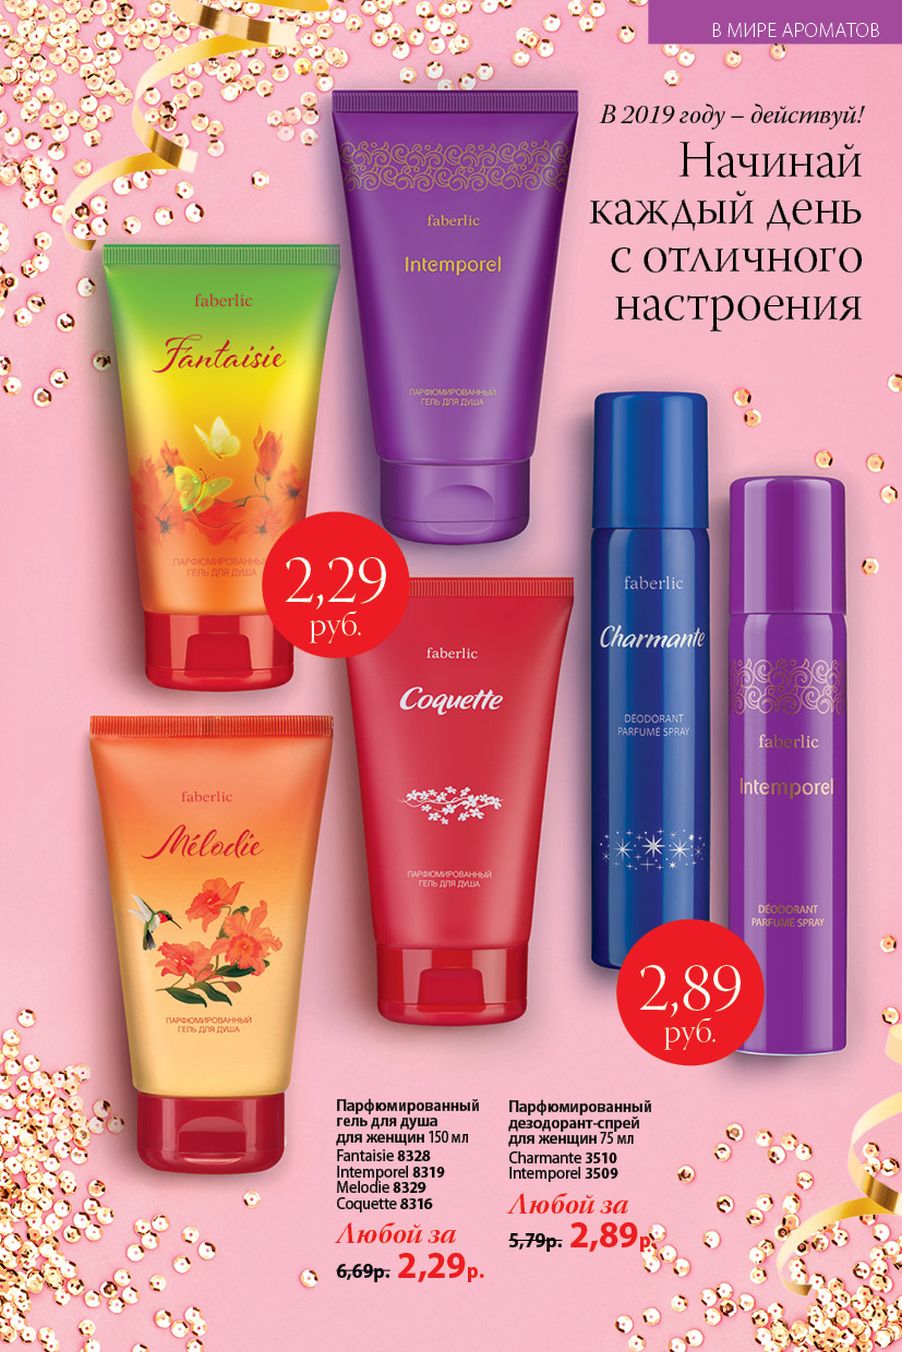 В МИРЕ АРОМАТОВ
В 2019 году – действуй!
Начинай
каждый день
с отличного
настроения
faberlic
Intemporel
ПАРФЮМИРОВАННЫЙ
ГЕЛЬ ДЛЯ ДУША
faberlic
Fantaisie
ПАРФЮМИРОВАННЫЙ
ГЕЛЬ ДЛЯ ДУША
2,29
руб.
faberlic
Coquette
ПАРФЮМИРОВАННЫЙ
ГЕЛЬ ДЛЯ ДУША
faberlic
Charmante
DÉODORANT
PARFUMÉ SPRAY
faberlic
Intemporel
DÉODORANT
PARFUMÉ SPRAY
faberlic
Mélodie
ПАРФЮМИРОВАННЫЙ
ГЕЛЬ ДЛЯ ДУША
2,89
руб.
Парфюмированный
гель для душа
для женщин 150 мл
Fantaisie 8328
Intemporel 8319
Melodie 8329
Coquette 8316
Любой за
6,69р. 2,29р.
Парфюмированный
дезодорант-спрей
для женщин 75 мл
Charmante 3510
Intemporel 3509
Любой за
5,79р. 2,89р.